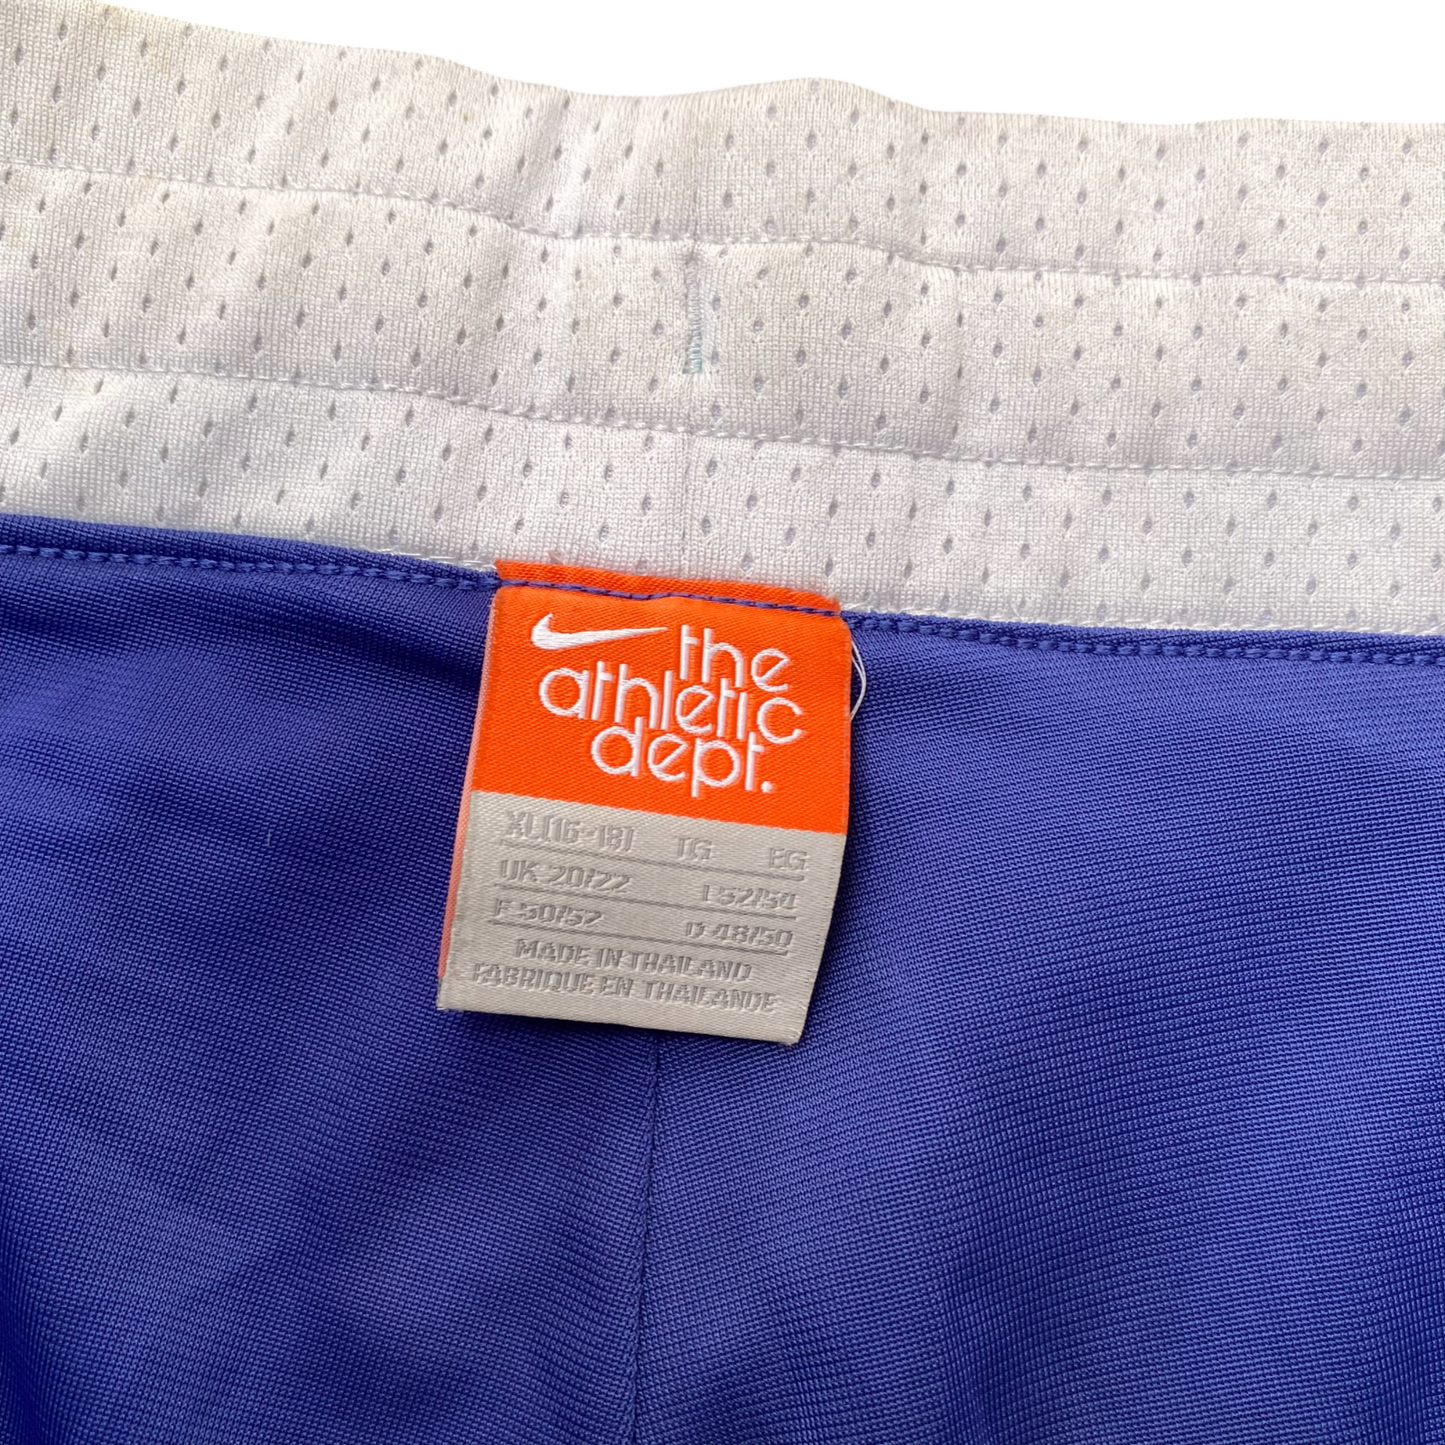 the
athletic
dept.
XL[16-18] TG EG
UK 20/22 I 52/54
F 50/52 D 48/50
MADE IN THAILAND
FABRIQUE EN THAILANDE